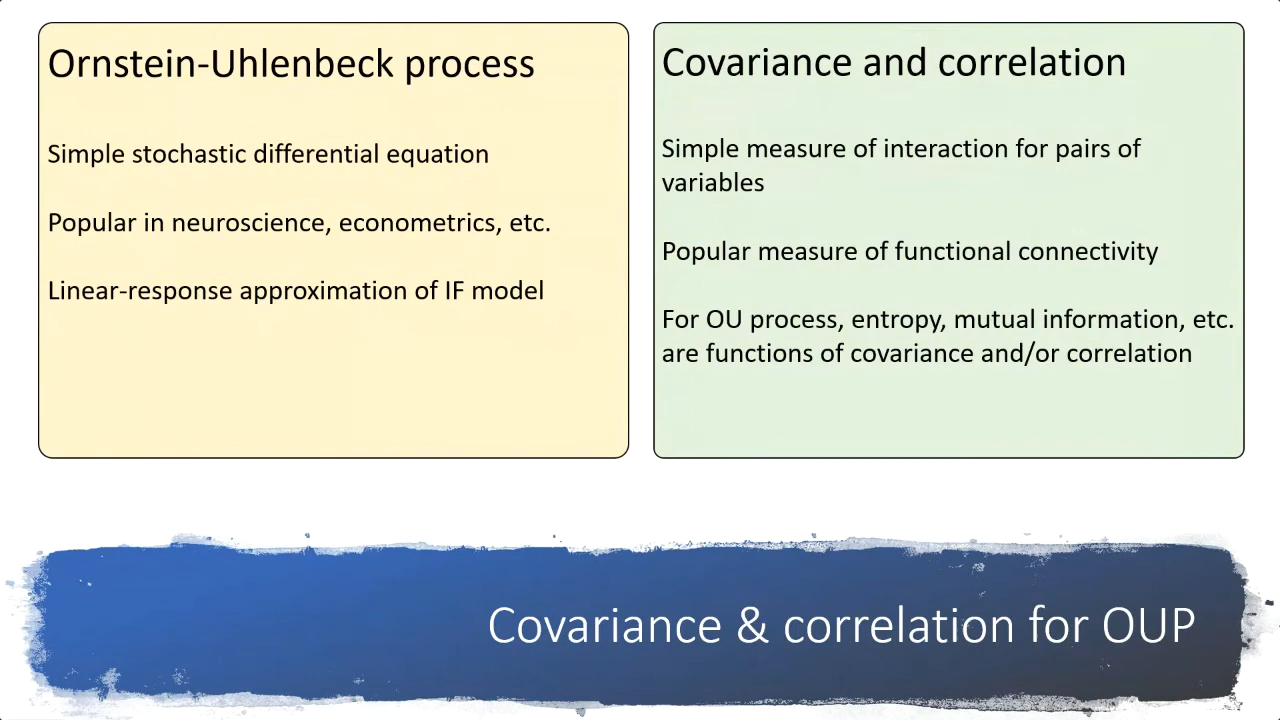 Ornstein-Uhlenbeck process
Simple stochastic differential equation
Popular in neuroscience, econometrics, etc.
Linear-response approximation of IF model
Covariance and correlation
Simple measure of interaction for pairs of
variables
Popular measure of functional connectivity
For OU process, entropy, mutual information, etc.
are functions of covariance and/or correlation
Covariance & correlation for OUP